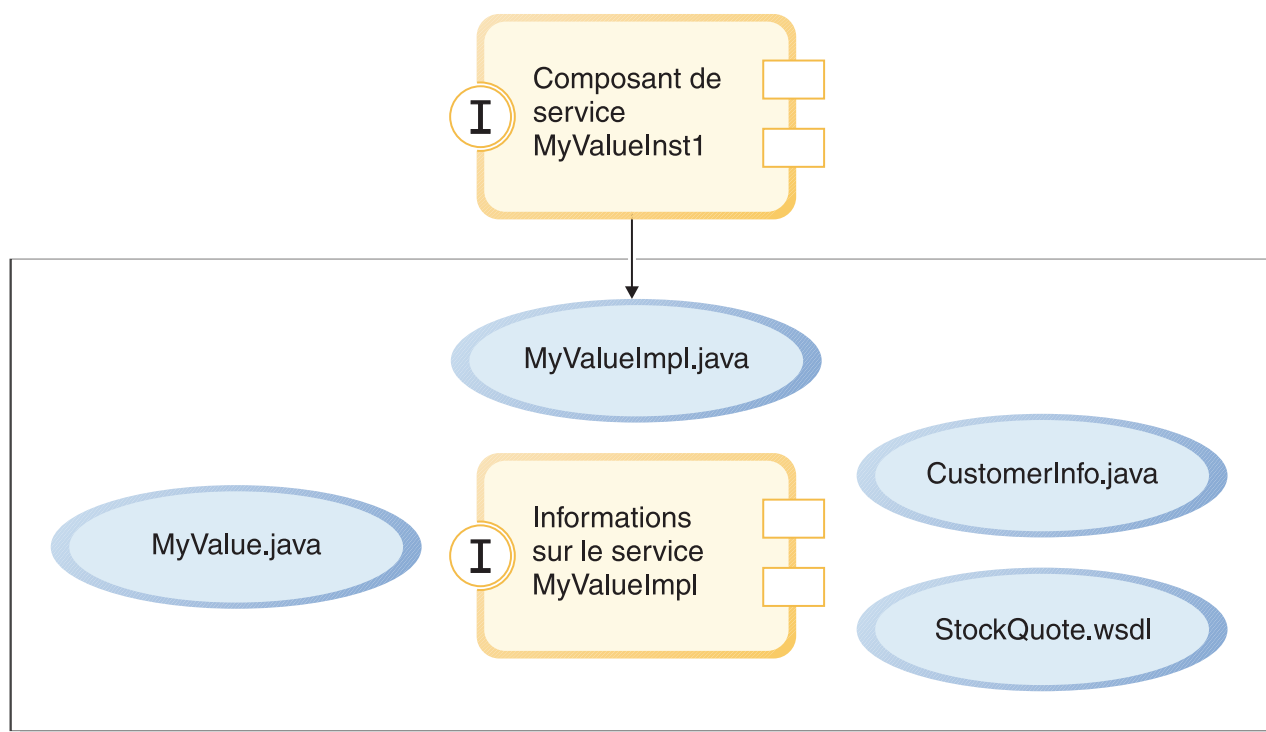 Composant de
service
MyValueInst1
I
MyValueImpl.java
CustomerInfo.java
Informations
sur le service
MyValueImpl
I
MyValue.java
StockQuote.wsdl